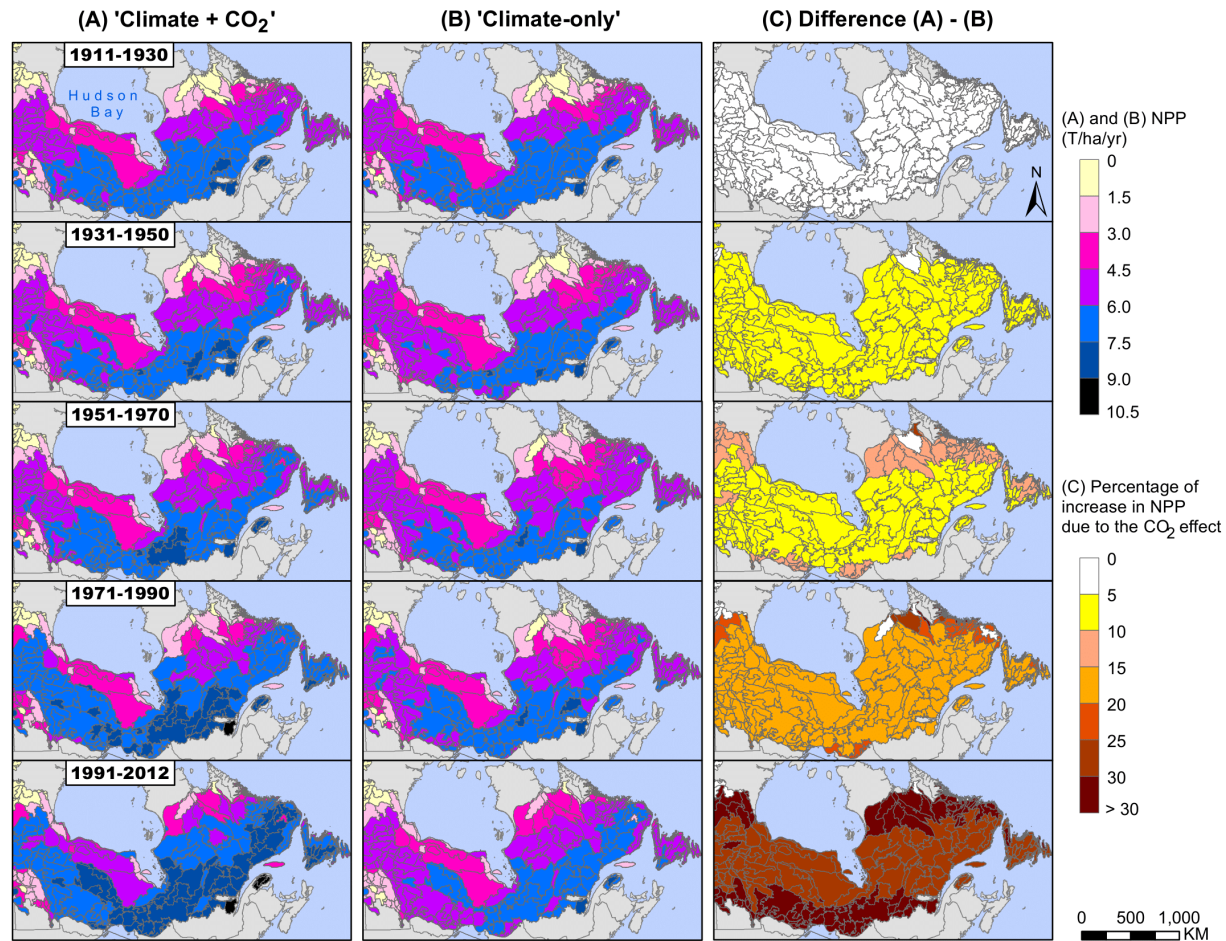 (A) 'Climate + CO2'
(B) 'Climate-only'
(C) Difference (A) - (B)
1911-1930
Hudson
Bay
N
1931-1950
1951-1970
1971-1990
1991-2012
(A) and (B) NPP
(T/ha/yr)
0
1.5
3.0
4.5
6.0
7.5
9.0
10.5
(C) Percentage of
increase in NPP
due to the CO2 effect
0
5
10
15
20
25
30
> 30
0 500 1,000
KM